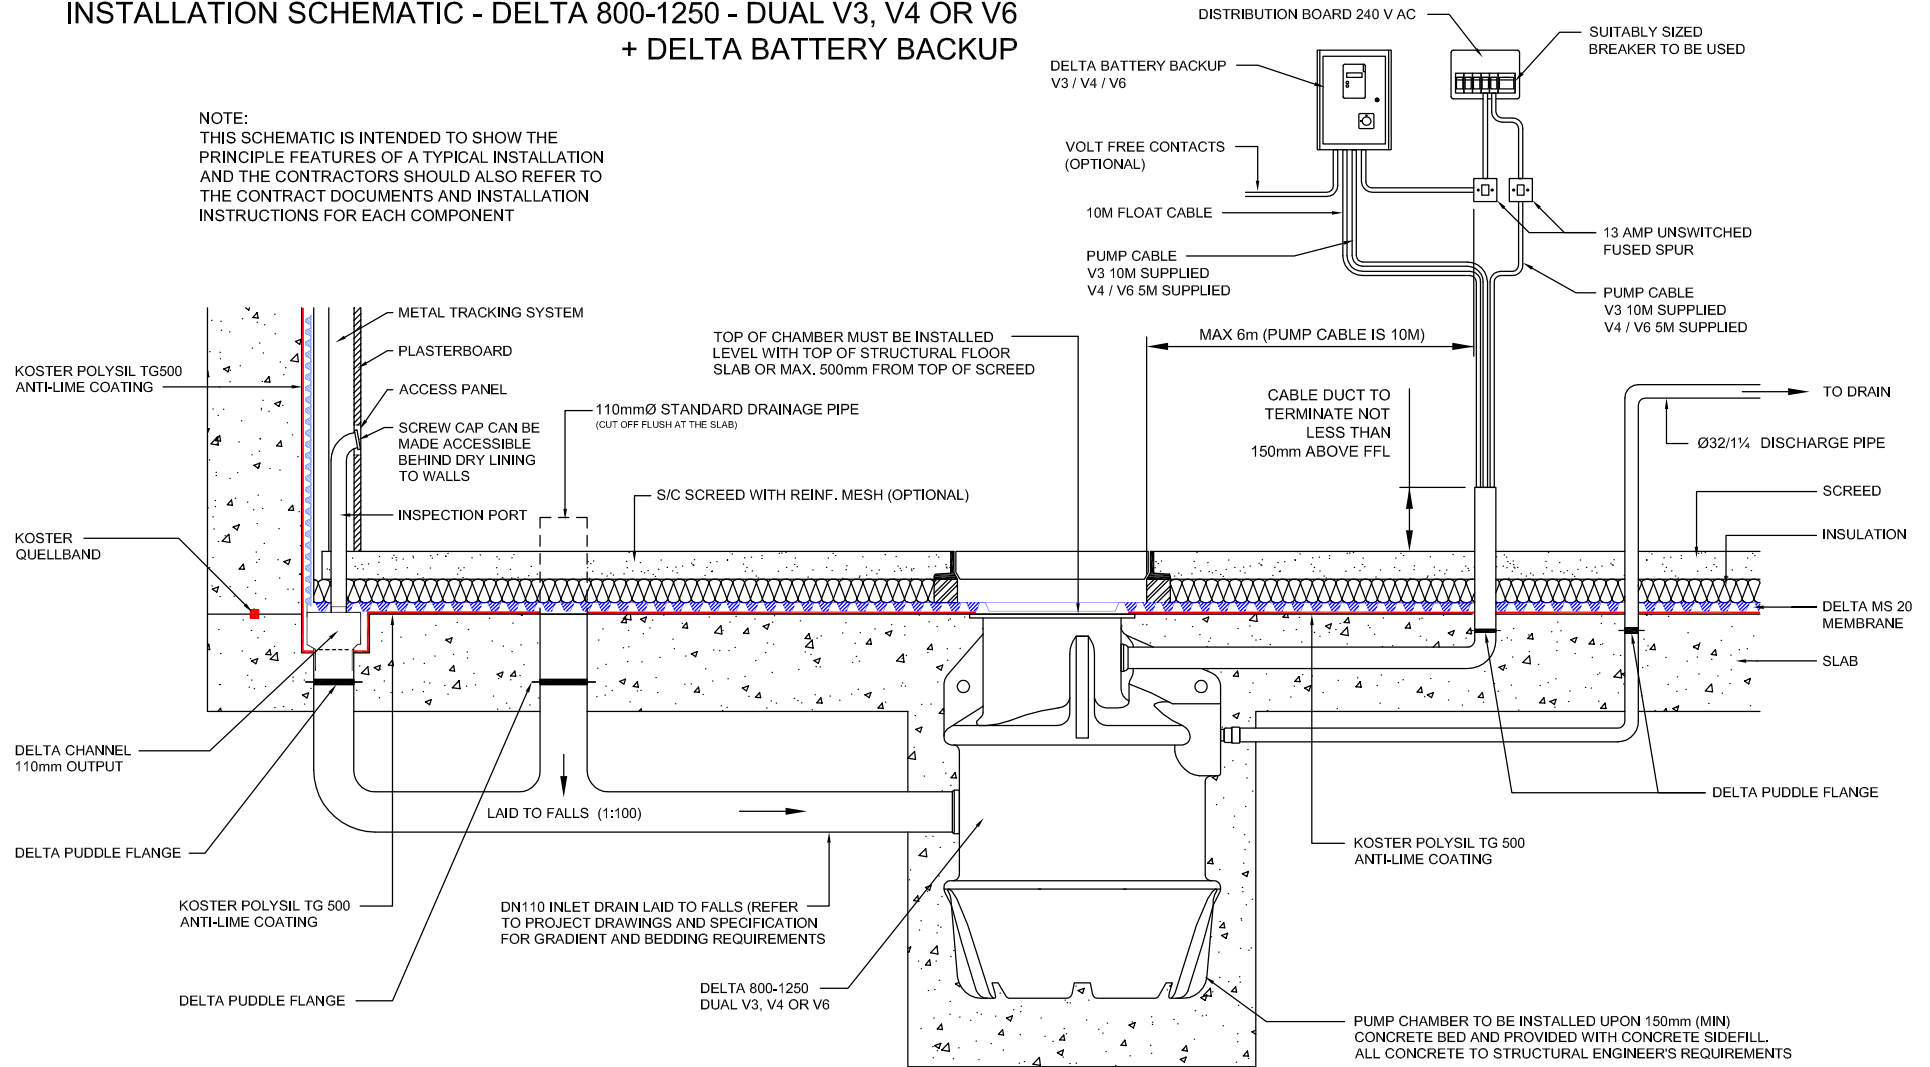 INSTALLATION SCHEMATIC - DELTA 800-1250 - DUAL V3, V4 OR V6
+ DELTA BATTERY BACKUP
NOTE:
THIS SCHEMATIC IS INTENDED TO SHOW THE
PRINCIPLE FEATURES OF A TYPICAL INSTALLATION
AND THE CONTRACTORS SHOULD ALSO REFER TO
THE CONTRACT DOCUMENTS AND INSTALLATION
INSTRUCTIONS FOR EACH COMPONENT
DISTRIBUTION BOARD 240 V AC
SUITABLY SIZED
BREAKER TO BE USED
DELTA BATTERY BACKUP
V3 / V4 / V6
VOLT FREE CONTACTS
(OPTIONAL)
10M FLOAT CABLE
13 AMP UNSWITCHED
FUSED SPUR
PUMP CABLE
V3 10M SUPPLIED
V4 / V6 5M SUPPLIED
PUMP CABLE
V3 10M SUPPLIED
V4 / V6 5M SUPPLIED
METAL TRACKING SYSTEM
PLASTERBOARD
KOSTER POLYSIL TG500
ANTI-LIME COATING
ACCESS PANEL
SCREW CAP CAN BE
MADE ACCESSIBLE
BEHIND DRY LINING
TO WALLS
INSPECTION PORT
KOSTER
QUELLBAND
110mmØ STANDARD DRAINAGE PIPE
(CUT OFF FLUSH AT THE SLAB)
S/C SCREED WITH REINF. MESH (OPTIONAL)
TOP OF CHAMBER MUST BE INSTALLED
LEVEL WITH TOP OF STRUCTURAL FLOOR
SLAB OR MAX. 500mm FROM TOP OF SCREED
MAX 6m (PUMP CABLE IS 10M)
CABLE DUCT TO
TERMINATE NOT
LESS THAN
150mm ABOVE FFL
TO DRAIN
Ø32/1¼ DISCHARGE PIPE
SCREED
INSULATION
DELTA MS 20
MEMBRANE
SLAB
DELTA CHANNEL
110mm OUTPUT
DELTA PUDDLE FLANGE
LAID TO FALLS (1:100)
DELTA PUDDLE FLANGE
KOSTER POLYSIL TG 500
ANTI-LIME COATING
KOSTER POLYSIL TG 500
ANTI-LIME COATING
DN110 INLET DRAIN LAID TO FALLS (REFER
TO PROJECT DRAWINGS AND SPECIFICATION
FOR GRADIENT AND BEDDING REQUIREMENTS
DELTA PUDDLE FLANGE
DELTA 800-1250
DUAL V3, V4 OR V6
PUMP CHAMBER TO BE INSTALLED UPON 150mm (MIN)
CONCRETE BED AND PROVIDED WITH CONCRETE SIDEFILL.
ALL CONCRETE TO STRUCTURAL ENGINEER'S REQUIREMENTS